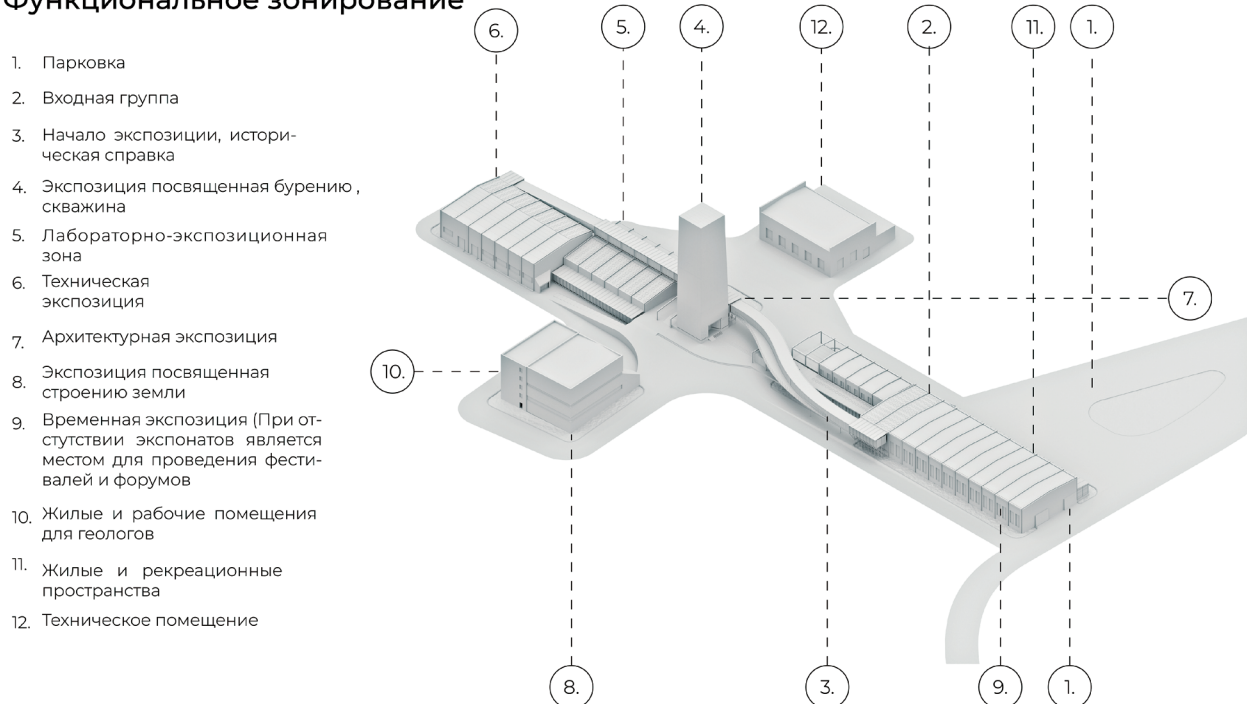 Функциональное зонирование
1. Парковка
2. Входная группа
3. Начало экспозиции, истори-
ческая справка
4. Экспозиция посвященная бурению ,
скважина
5. Лабораторно-экспозиционная
зона
6. Техническая
экспозиция
7. Архитектурная экспозиция
8. Экспозиция посвященная
строению земли
9. Временная экспозиция (При от-
стутствии экспонатов является
местом для проведения фести-
валей и форумов
10. Жилые и рабочие помещения
для геологов
11. Жилые и рекреационные
пространства
12. Техническое помещение
6.
5.
4.
12.
2.
11.
1.
7.
10.
8.
3.
9.
1.